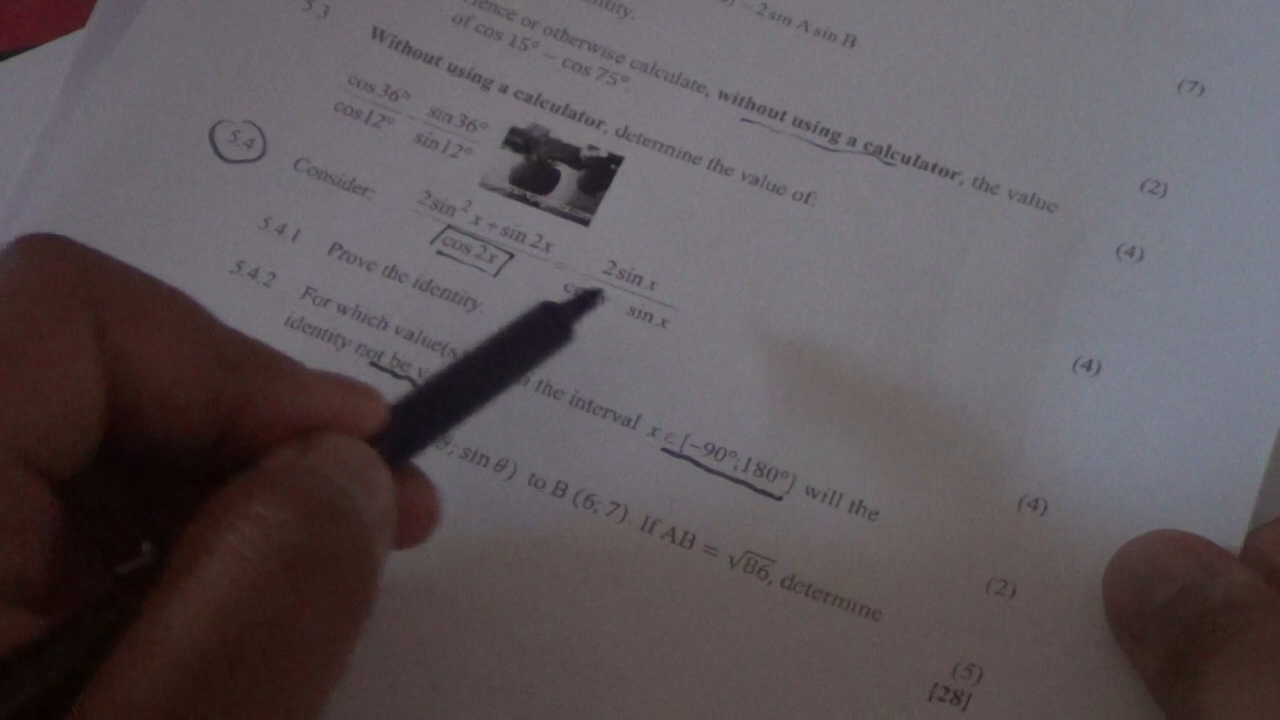 ntity.
= 2 sin A sin B
5.3
ence or otherwise calculate, without using a calculator, the value
of cos 15° − cos 75°
(7)
(2)
Without using a calculator, determine the value of:
cos 36° sin 36°
cos 12° sin 12°
(4)
5.4
Consider: 2sin² x + sin 2x = 2sin x
cos 2x sin x
5.4.1 Prove the identity.
(4)
5.4.2 For which value(s the interval x ∈ [−90°;180°] will the
identity not be
(4)
; sin θ) to B (6; 7). If AB = √86, determine
(2)
(5)
[28]